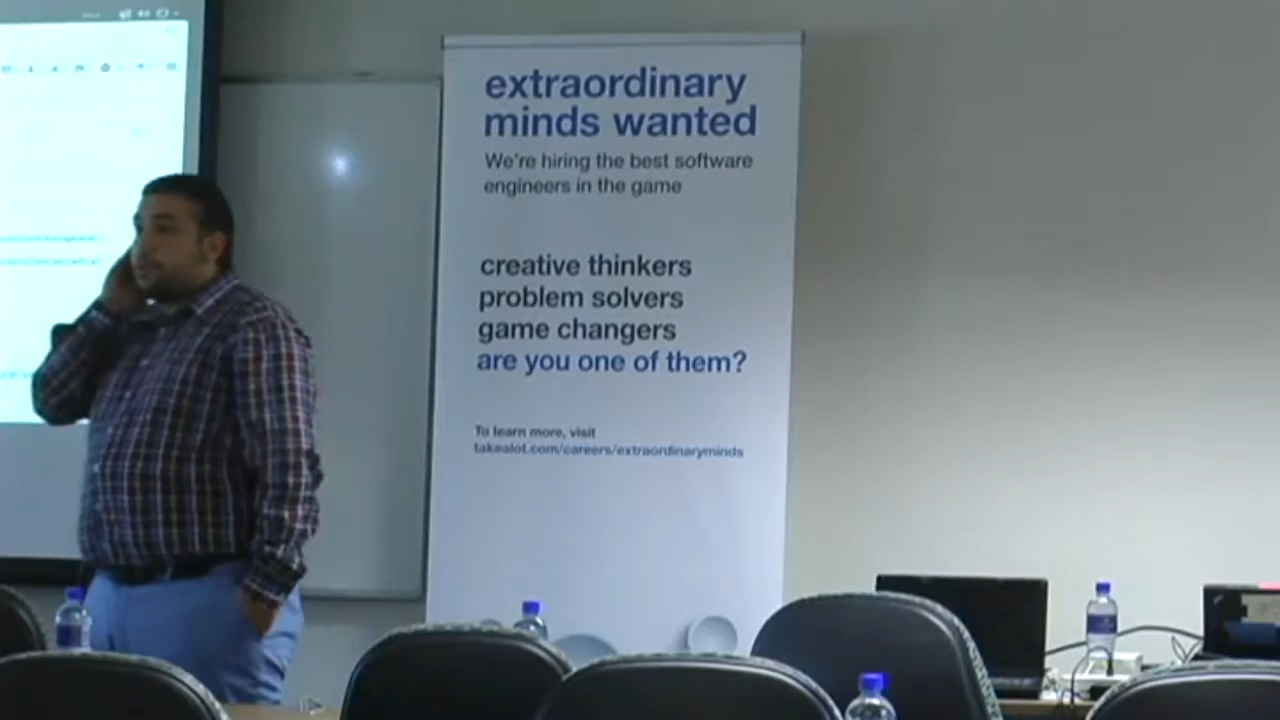 extraordinary
minds wanted
We're hiring the best software
engineers in the game
creative thinkers
problem solvers
game changers
are you one of them?
To learn more, visit
takealot.com/careers/extraordinaryminds